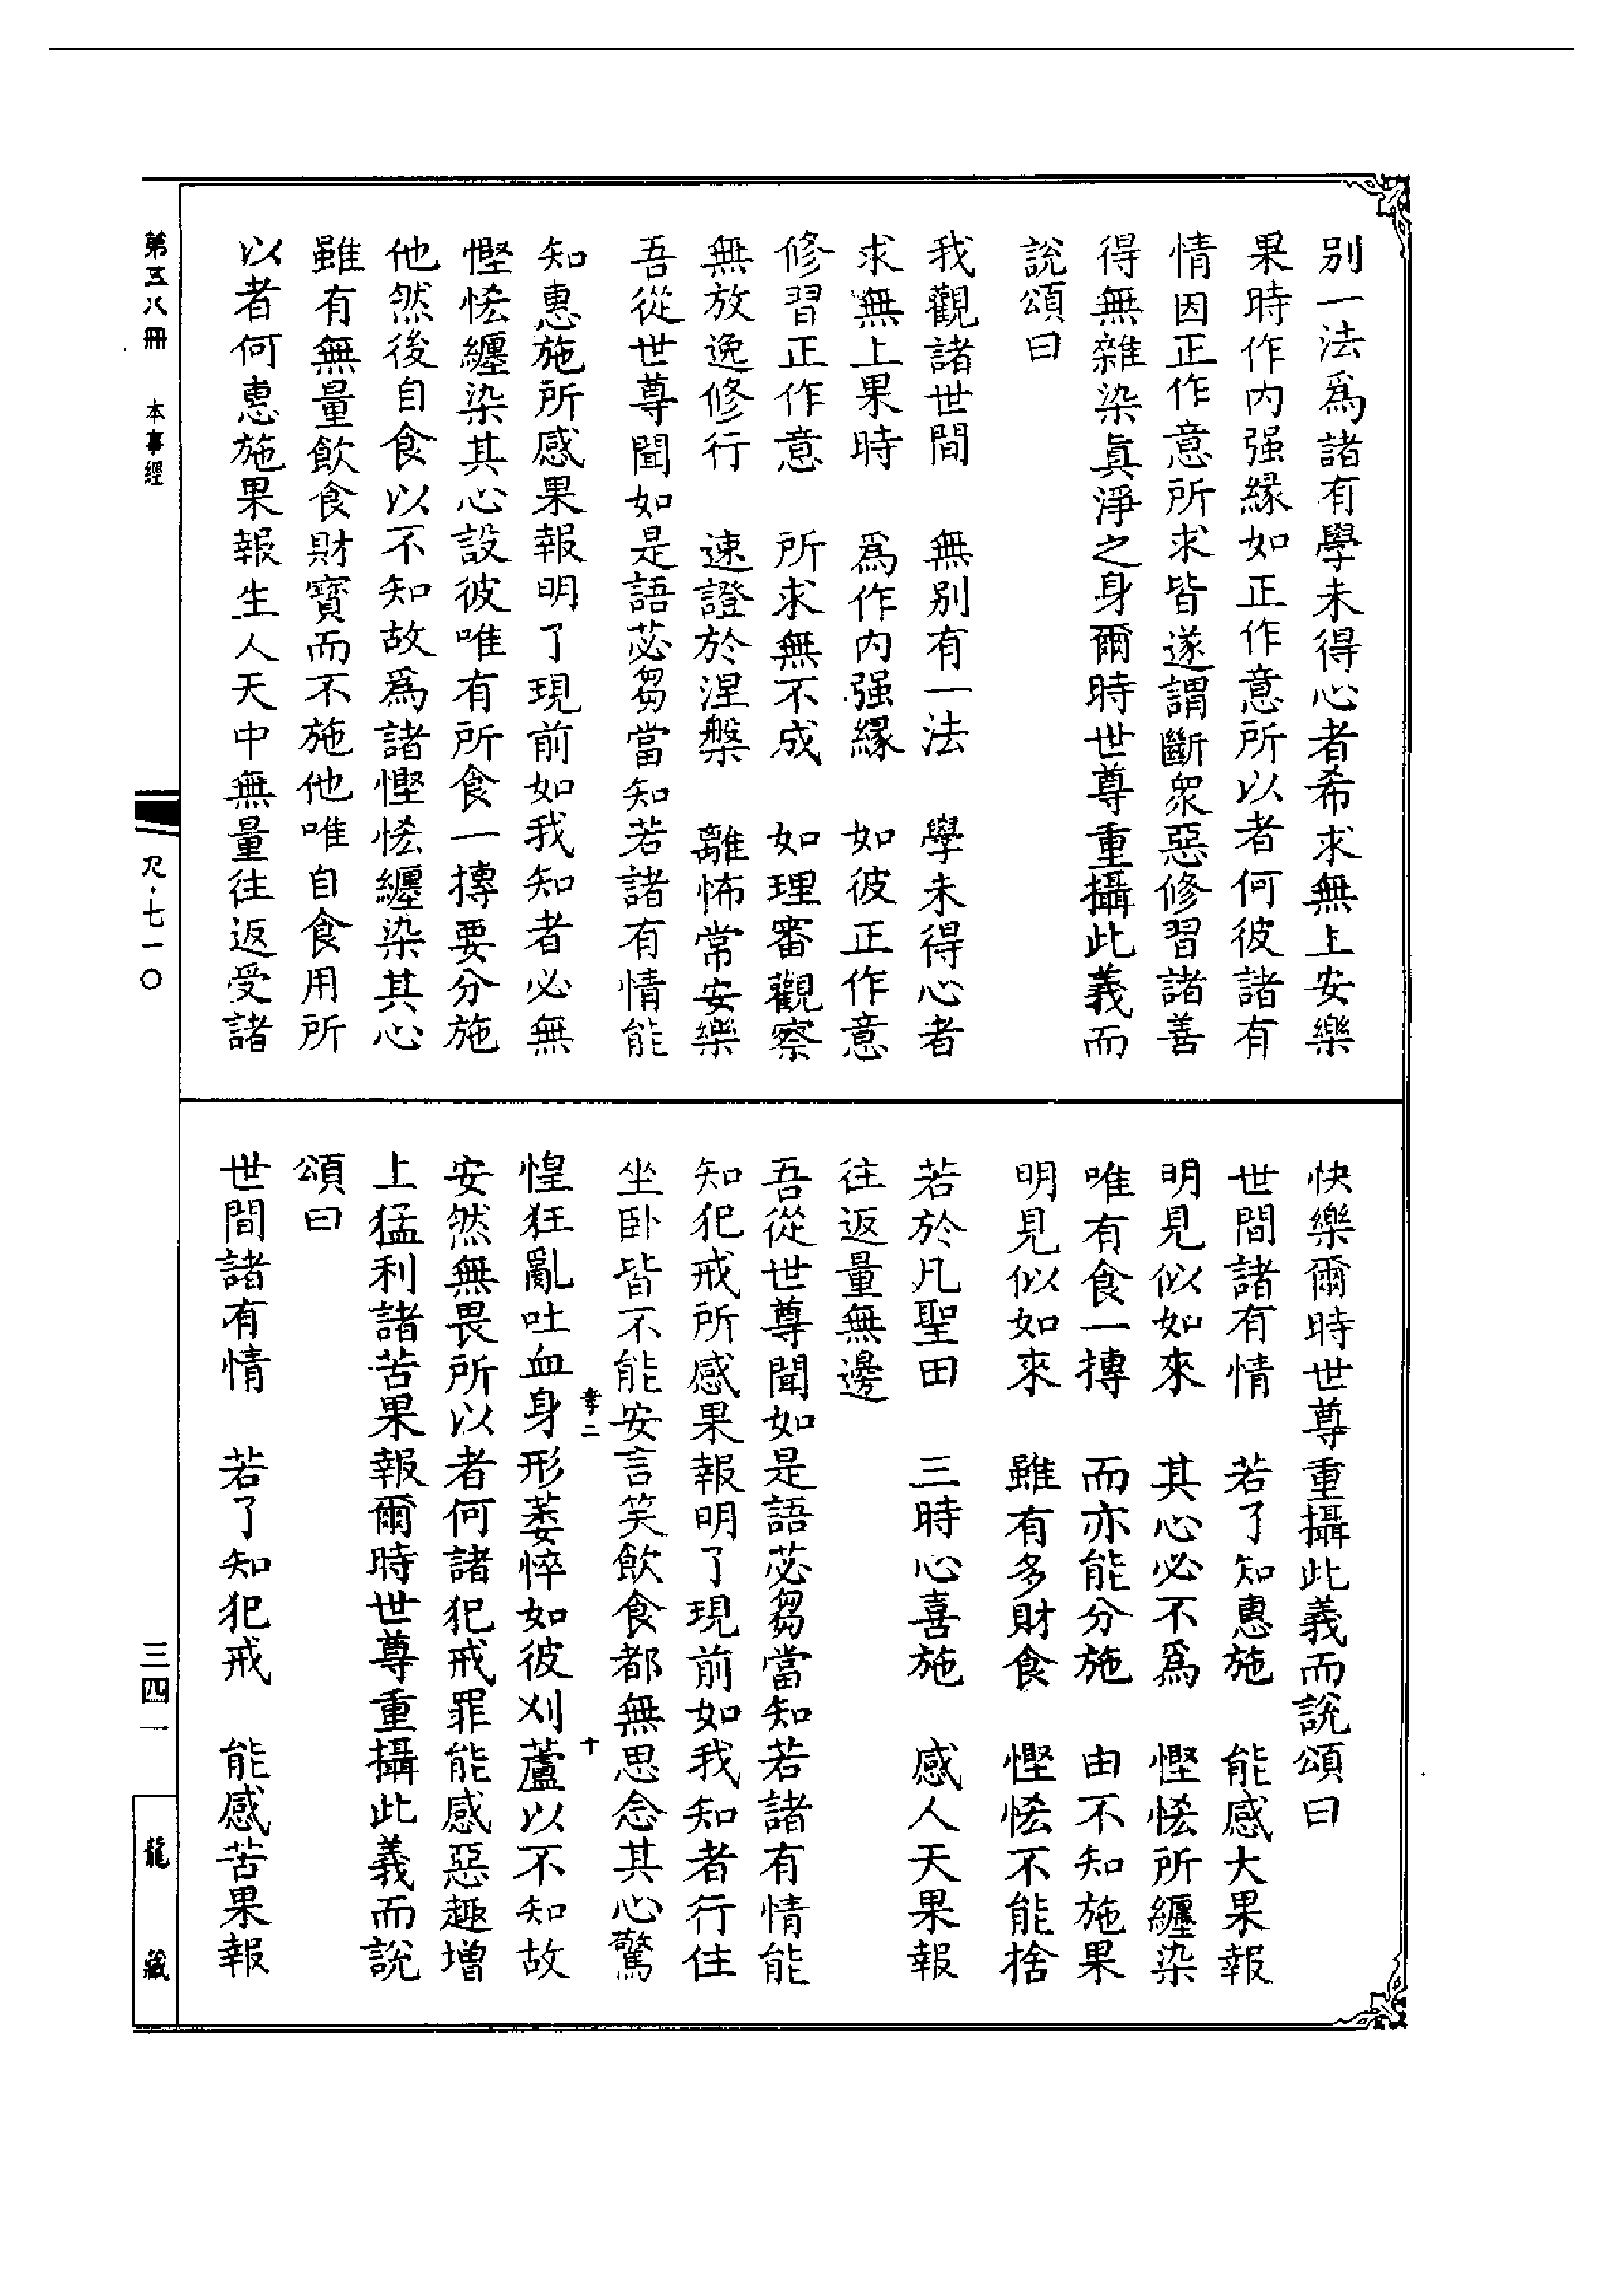 别一法爲諸有學未得心者希求無上安樂
果時作内强緣如正作意所以者何彼諸有
情因正作意所求皆遂謂斷衆惡修習諸善
得無雜染眞淨之身爾時世尊重攝此義而
說頌曰
我觀諸世間　無别有一法　學未得心者
求無上果時　爲作内强緣　如彼正作意
修習正作意　所求無不成　如理審觀察
無放逸修行　速證於涅槃　離怖常安樂
吾從世尊聞如是語苾芻當知若諸有情能
知惠施所感果報明了現前如我知者必無
慳悋纏染其心設彼唯有所食一摶要分施
他然後自食以不知故爲諸慳悋纏染其心
雖有無量飲食財寶而不施他唯自食用所
以者何惠施果報生人天中無量往返受諸
快樂爾時世尊重攝此義而說頌曰
世間諸有情　若了知惠施　能感大果報
明見似如來　其心必不爲　慳悋所纏染
唯有食一摶　而亦能分施　由不知施果
明見似如來　雖有多財食　慳悋不能捨
若於凡聖田　三時心喜施　感人天果報
往返量無邊
吾從世尊聞如是語苾芻當知若諸有情能
知犯戒所感果報明了現前如我知者行住
坐卧皆不能安言笑飲食都無思念其心驚
孝二　十
惶狂亂吐血身形萎悴如彼刈蘆以不知故
安然無畏所以者何諸犯戒罪能感惡趣增
上猛利諸苦果報爾時世尊重攝此義而說
頌曰
世間諸有情　若了知犯戒　能感苦果報
第五八冊　本事經
尺·七一〇
三四一
龍藏